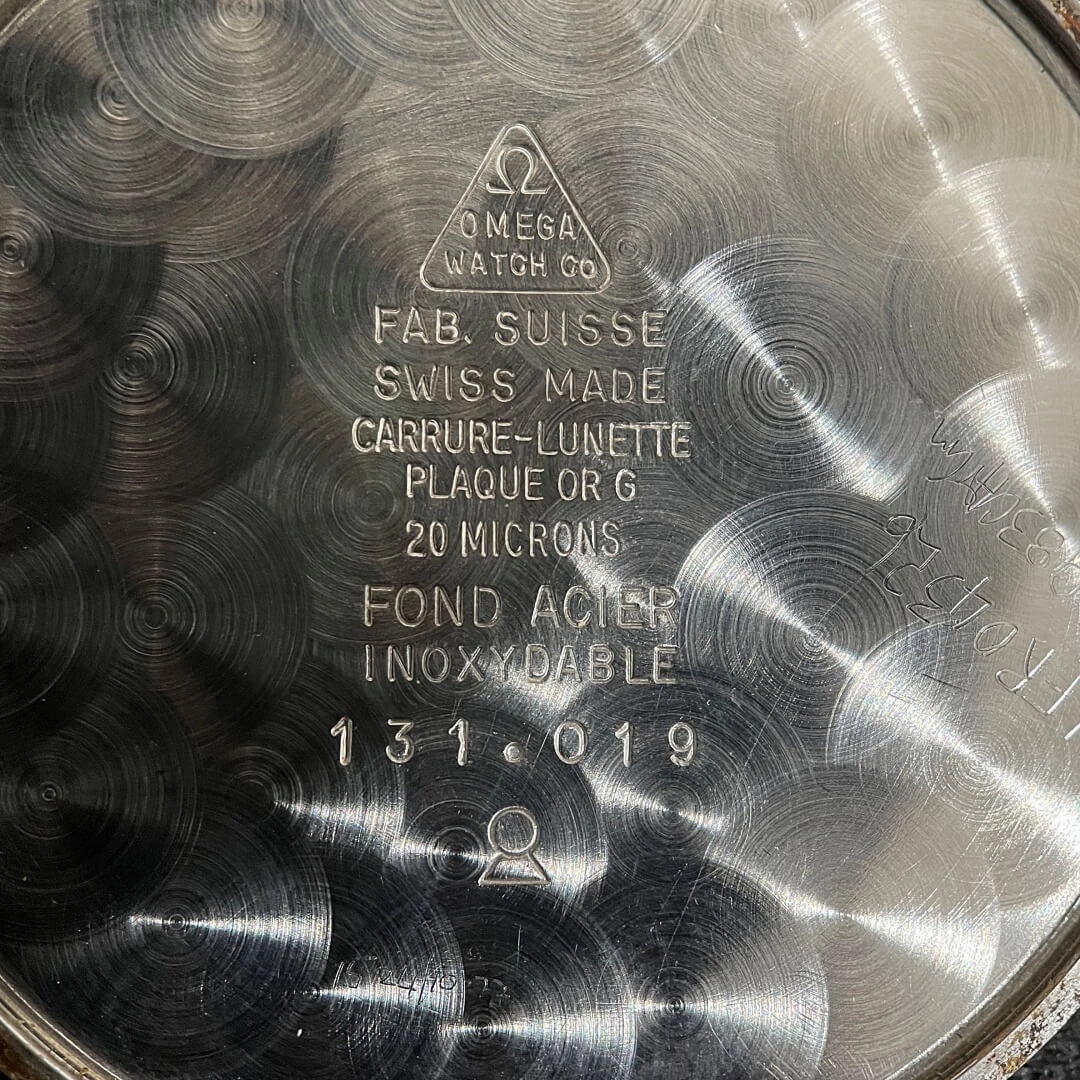 Ω
OMEGA
WATCH CO
FAB. SUISSE
SWISS MADE
CARRURE-LUNETTE
PLAQUE OR G
20 MICRONS
FOND ACIER
INOXYDABLE
131.019